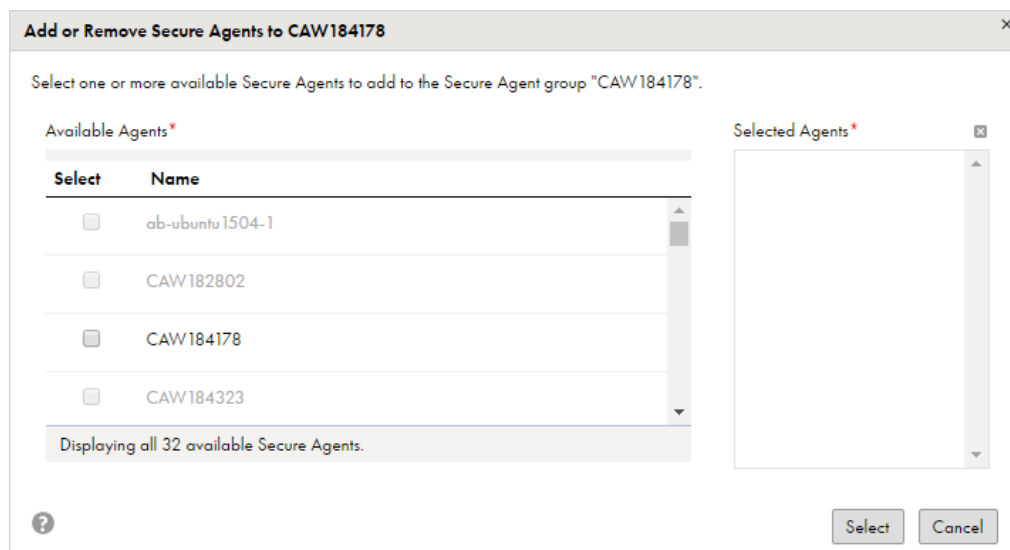 Add or Remove Secure Agents to CAW184178
Select one or more available Secure Agents to add to the Secure Agent group "CAW184178".
Available Agents*
Selected Agents*
Select Name
ab-ubuntu1504-1
CAW182802
CAW184178
CAW184323
Displaying all 32 available Secure Agents.
Select Cancel